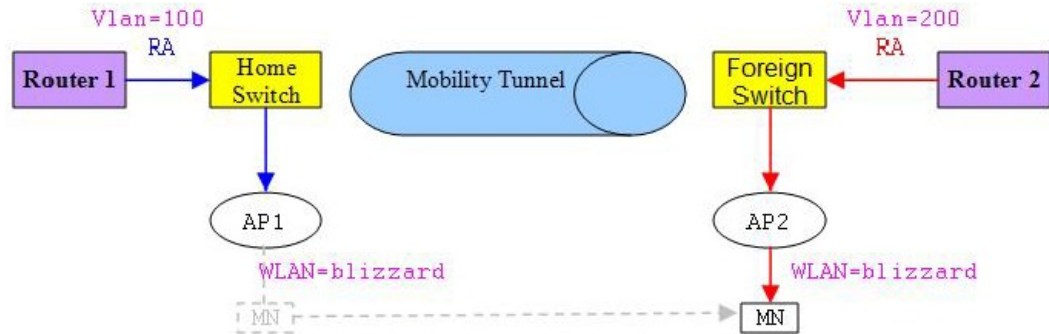 Vlan=100
Vlan=200
RA
RA
Router 1
Home
Switch
Mobility Tunnel
Foreign
Switch
Router 2
AP1
AP2
WLAN=blizzard
WLAN=blizzard
MN
MN